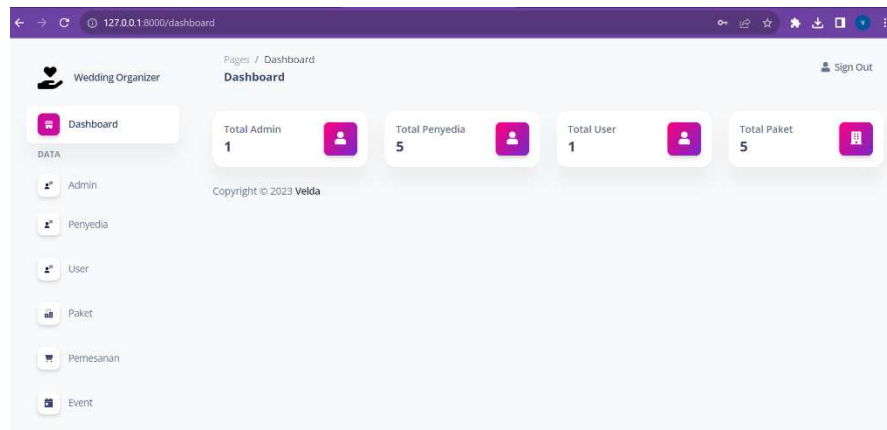 127.0.0.1:8000/dashboard
Wedding Organizer
Pages / Dashboard
Dashboard
Sign Out
Dashboard
DATA
Admin
Penyedia
User
Paket
Pemesanan
Event
Total Admin
1
Total Penyedia
5
Total User
1
Total Paket
5
Copyright © 2023 Velda